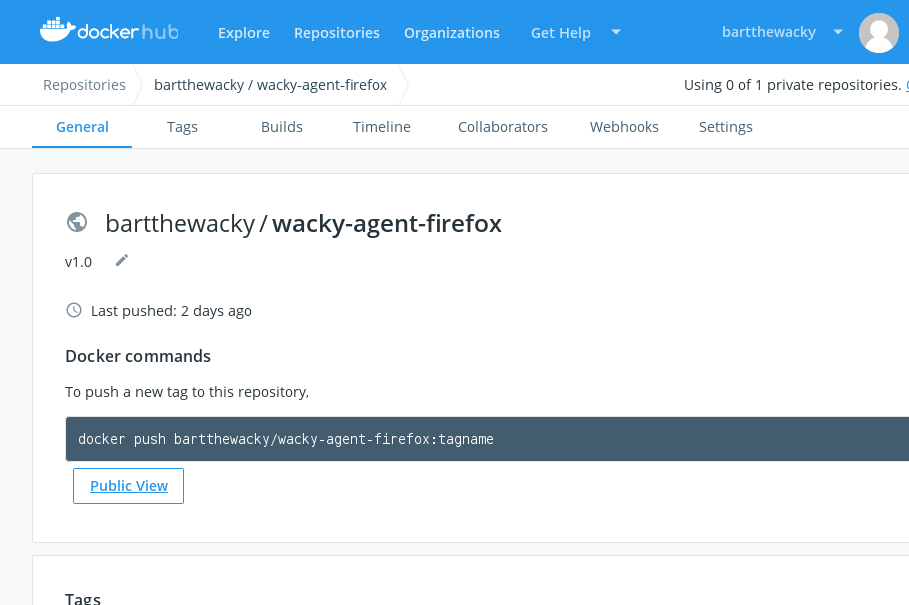 docker hub
Explore Repositories Organizations Get Help bartthewacky
Repositories bartthewacky / wacky-agent-firefox Using 0 of 1 private repositories.
General Tags Builds Timeline Collaborators Webhooks Settings
bartthewacky / wacky-agent-firefox
v1.0
Last pushed: 2 days ago
Docker commands
To push a new tag to this repository,
docker push bartthewacky/wacky-agent-firefox:tagname
Public View
Tags